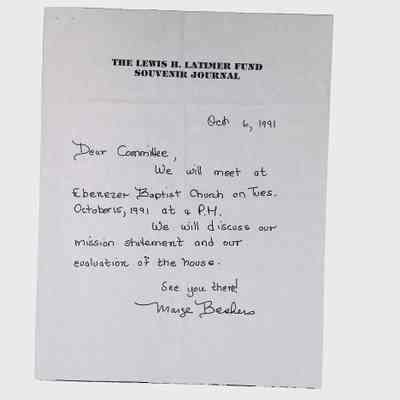 THE LEWIS H. LATIMER FUND
SOUVENIR JOURNAL
Oct 6, 1991
Dear Committee,
We will meet at
Ebenezer Baptist Church on Tues.
October 15, 1991 at 4 P.M.
We will discuss our
mission statement and our
evaluation of the house.
See you there!
Marge